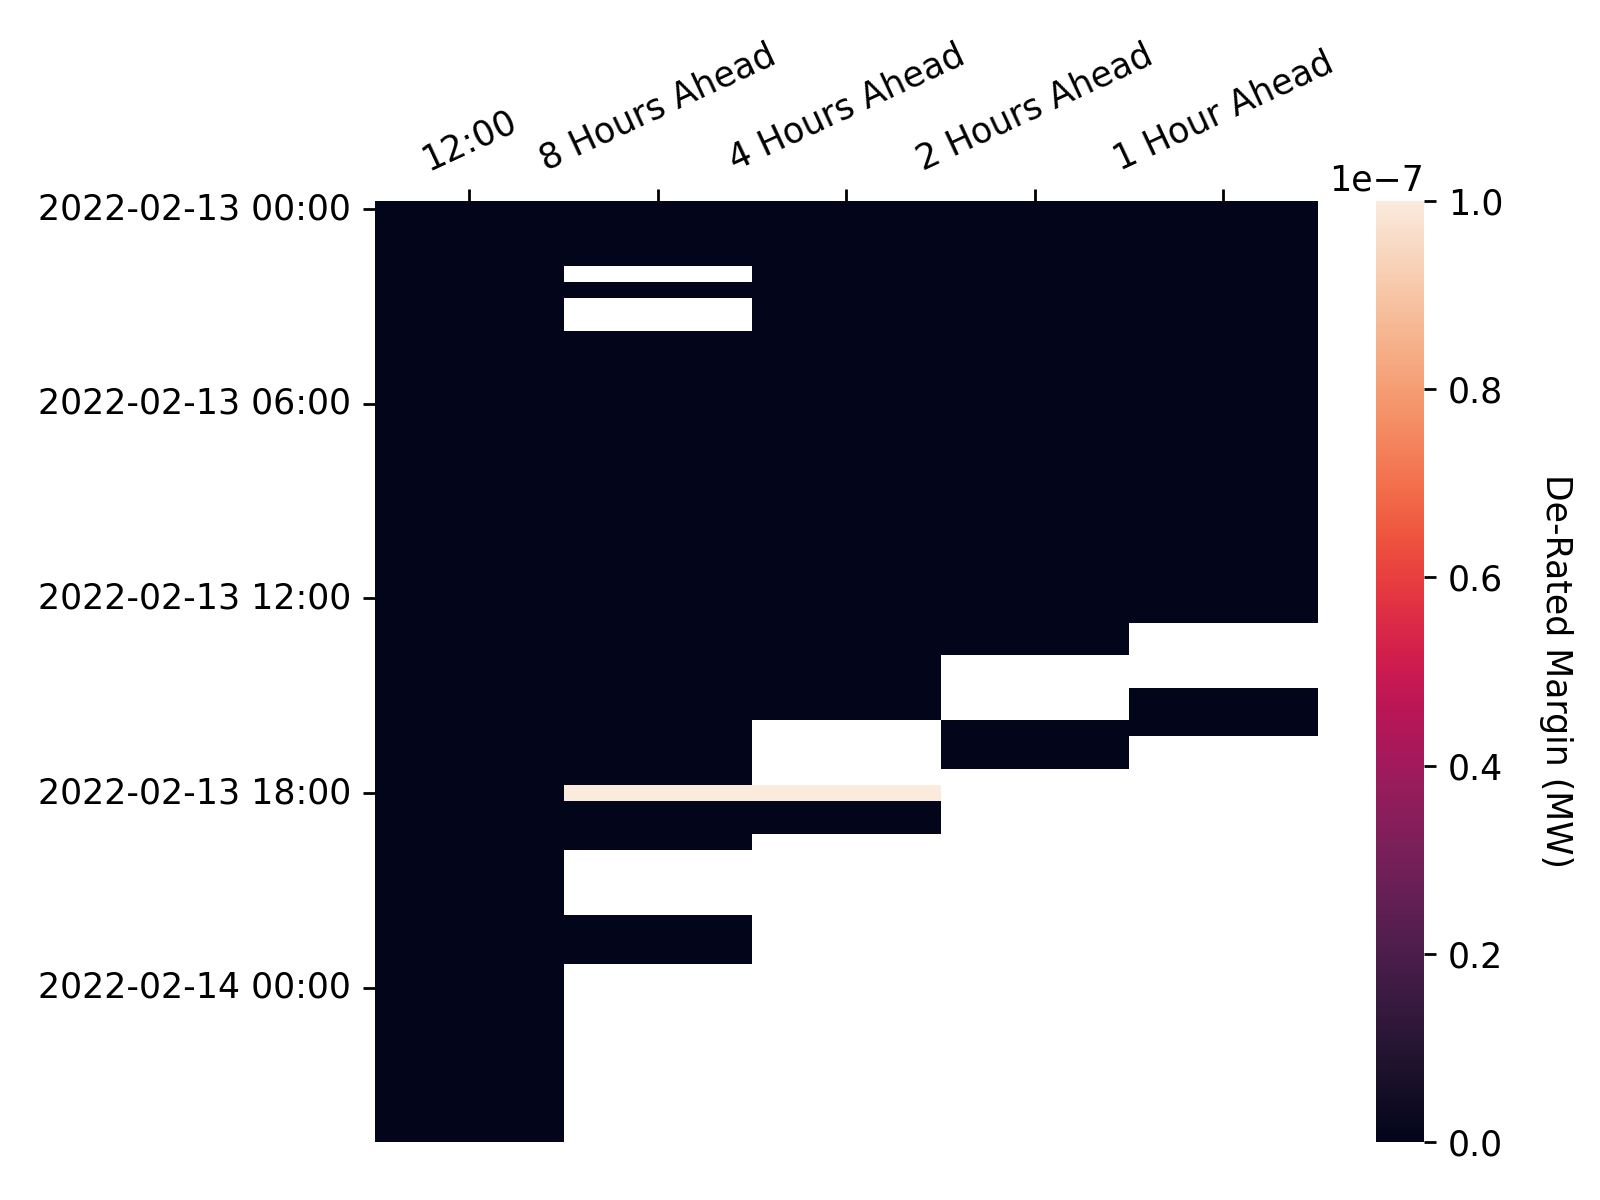 12:00
8 Hours Ahead
4 Hours Ahead
2 Hours Ahead
1 Hour Ahead
2022-02-13 00:00
2022-02-13 06:00
2022-02-13 12:00
2022-02-13 18:00
2022-02-14 00:00
1e−7
1.0
0.8
0.6
0.4
0.2
0.0
De-Rated Margin (MW)